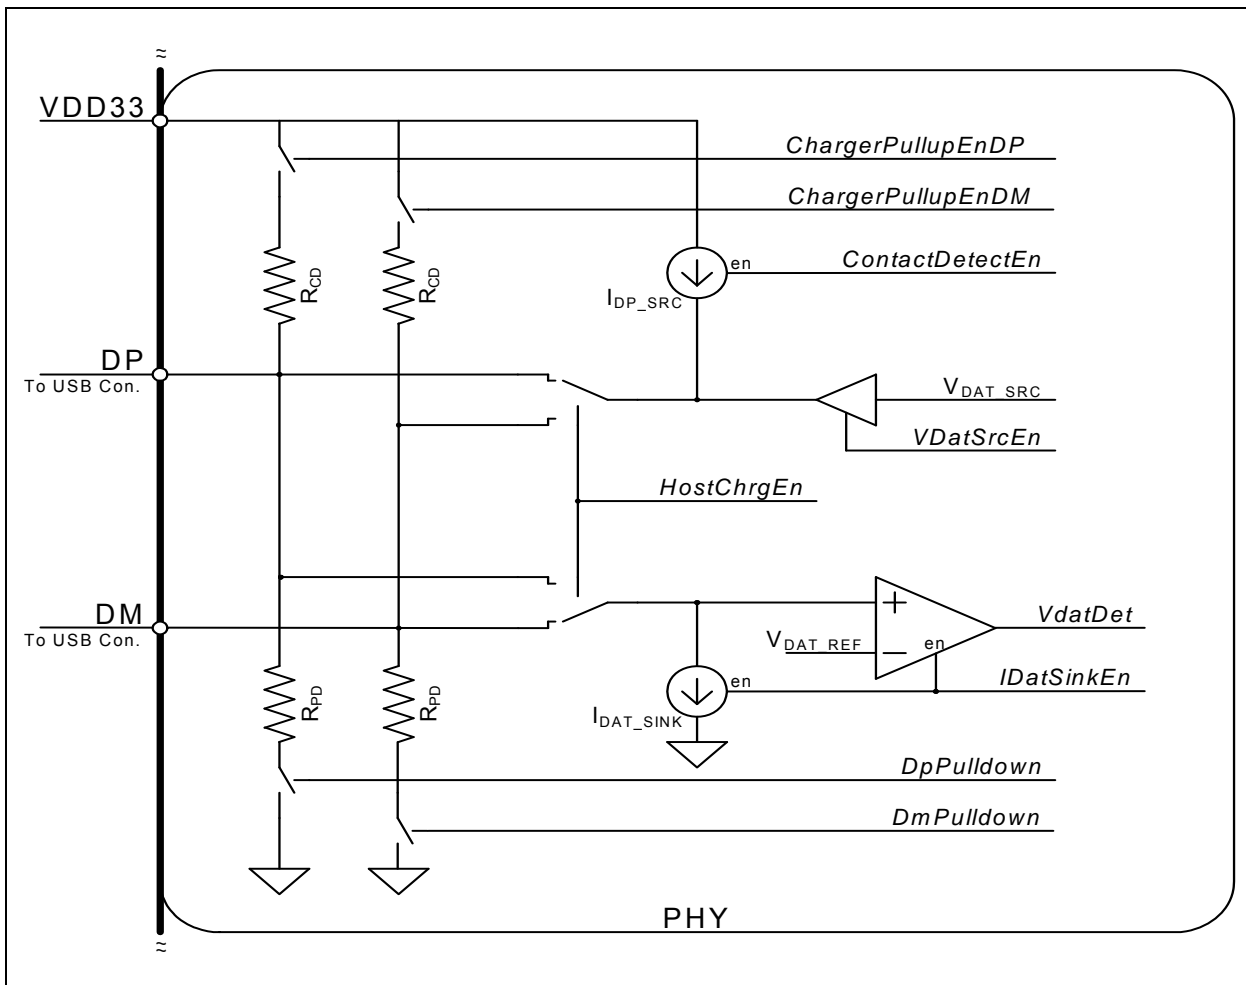 ≈
VDD33
ChargerPullupEnDP
ChargerPullupEnDM
en
ContactDetectEn
R_CD
R_CD
I_DP_SRC
DP
To USB Con.
V_DAT_SRC
VDatSrcEn
HostChrgEn
DM
To USB Con.
+
VdatDet
V_DAT_REF
−
en
en
IDatSinkEn
R_PD
R_PD
I_DAT_SINK
DpPulldown
DmPulldown
PHY
≈